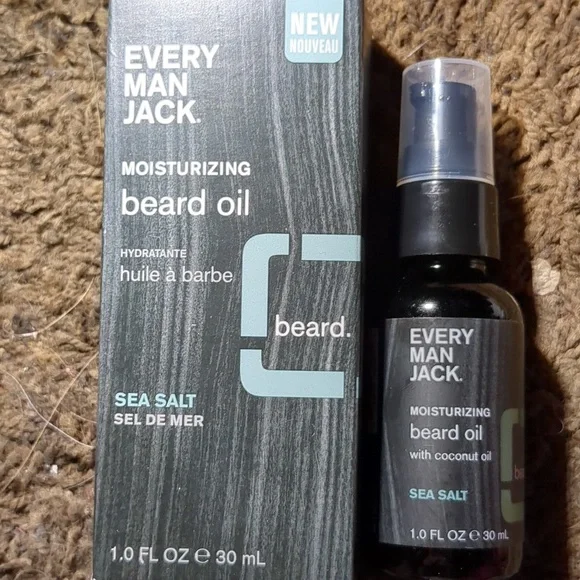 NEW
NOUVEAU
EVERY
MAN
JACK.
MOISTURIZING
beard oil
HYDRATANTE
huile à barbe
beard.
SEA SALT
SEL DE MER
1.0 FL OZ ℮ 30 mL
EVERY
MAN
JACK.
MOISTURIZING
beard oil
with coconut oil
SEA SALT
1.0 FL OZ ℮ 30 mL